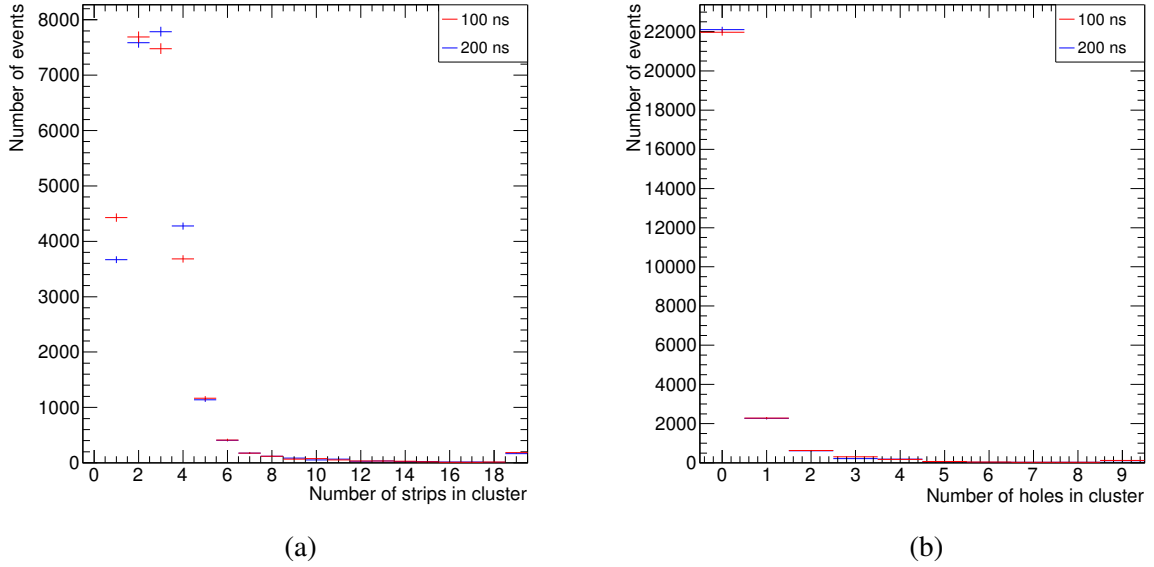 Number of events
8000
7000
6000
5000
4000
3000
2000
1000
0
0 2 4 6 8 10 12 14 16 18
Number of strips in cluster
100 ns
200 ns
(a)
Number of events
22000
20000
18000
16000
14000
12000
10000
8000
6000
4000
2000
0
0 1 2 3 4 5 6 7 8 9
Number of holes in cluster
100 ns
200 ns
(b)